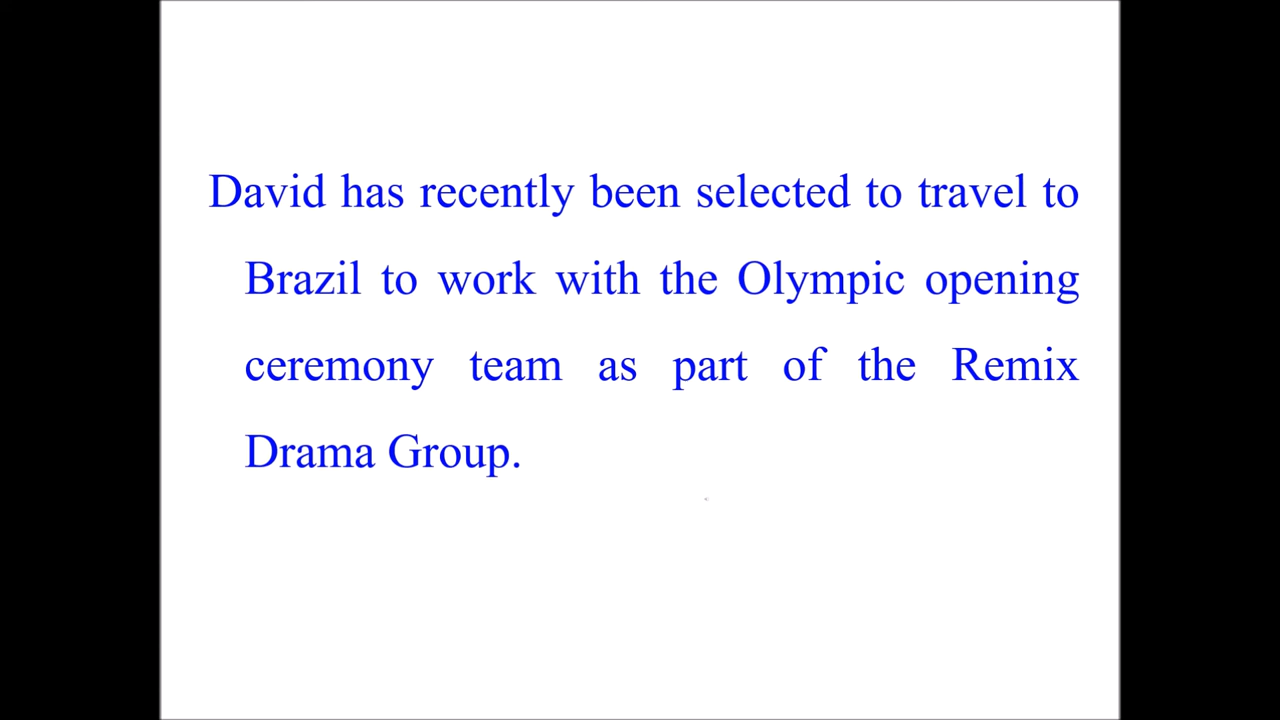 David has recently been selected to travel to
Brazil to work with the Olympic opening
ceremony team as part of the Remix
Drama Group.